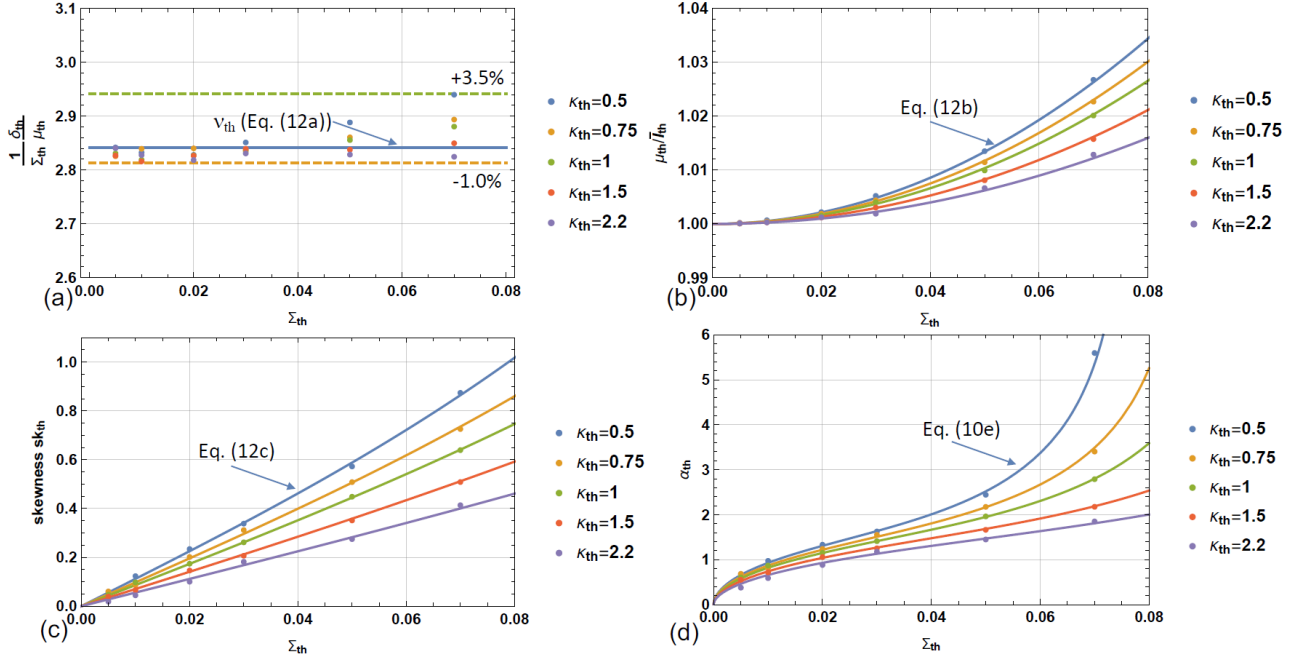 3.1
3.0
2.9
2.8
2.7
2.6
1/Σth δth/μth
+3.5%
νth (Eq. (12a))
-1.0%
0.00 0.02 0.04 0.06 0.08
(a)
Σth
κth=0.5
κth=0.75
κth=1
κth=1.5
κth=2.2
1.04
1.03
1.02
1.01
1.00
0.99
Eq. (12b)
0.00 0.02 0.04 0.06 0.08
(b)
Σth
κth=0.5
κth=0.75
κth=1
κth=1.5
κth=2.2
1.0
0.8
0.6
0.4
0.2
0.0
skewness skth
Eq. (12c)
0.00 0.02 0.04 0.06 0.08
(c)
Σth
κth=0.5
κth=0.75
κth=1
κth=1.5
κth=2.2
6
5
4
3
2
1
0
αth
Eq. (10e)
0.00 0.02 0.04 0.06 0.08
(d)
Σth
κth=0.5
κth=0.75
κth=1
κth=1.5
κth=2.2